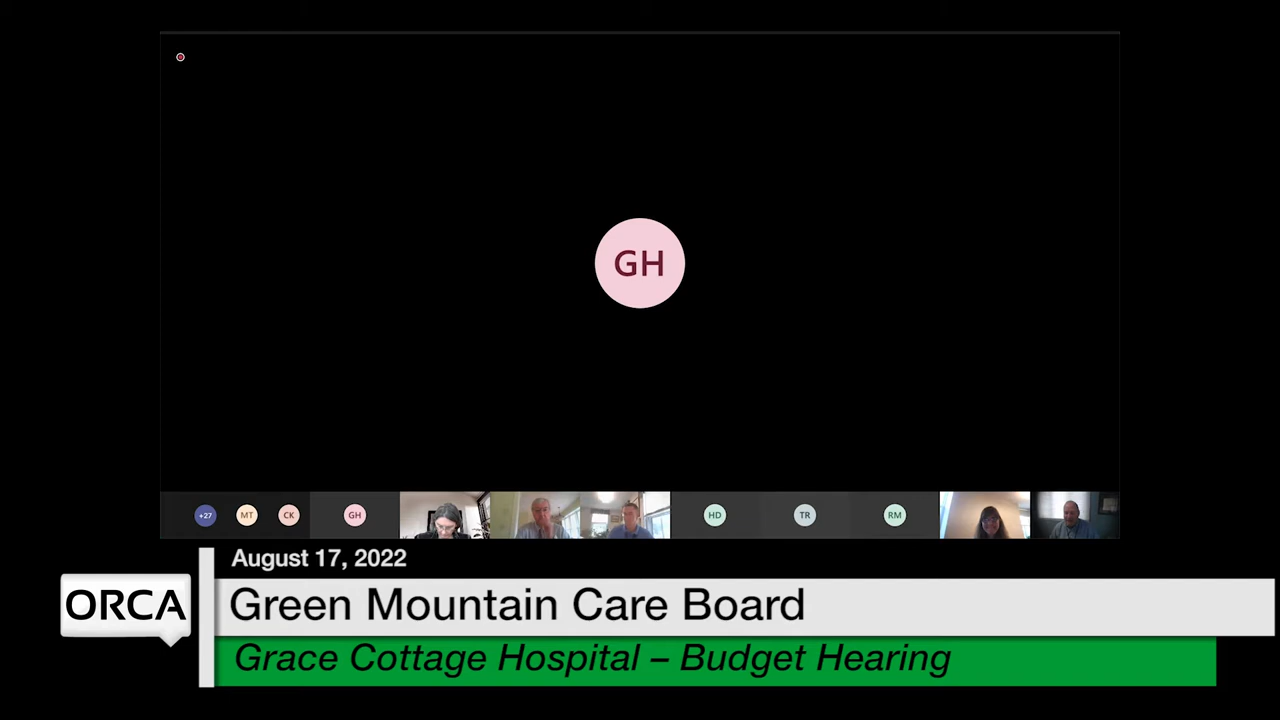 GH
+27
MT
CK
GH
HD
TR
RM
August 17, 2022
ORCA
Green Mountain Care Board
Grace Cottage Hospital – Budget Hearing